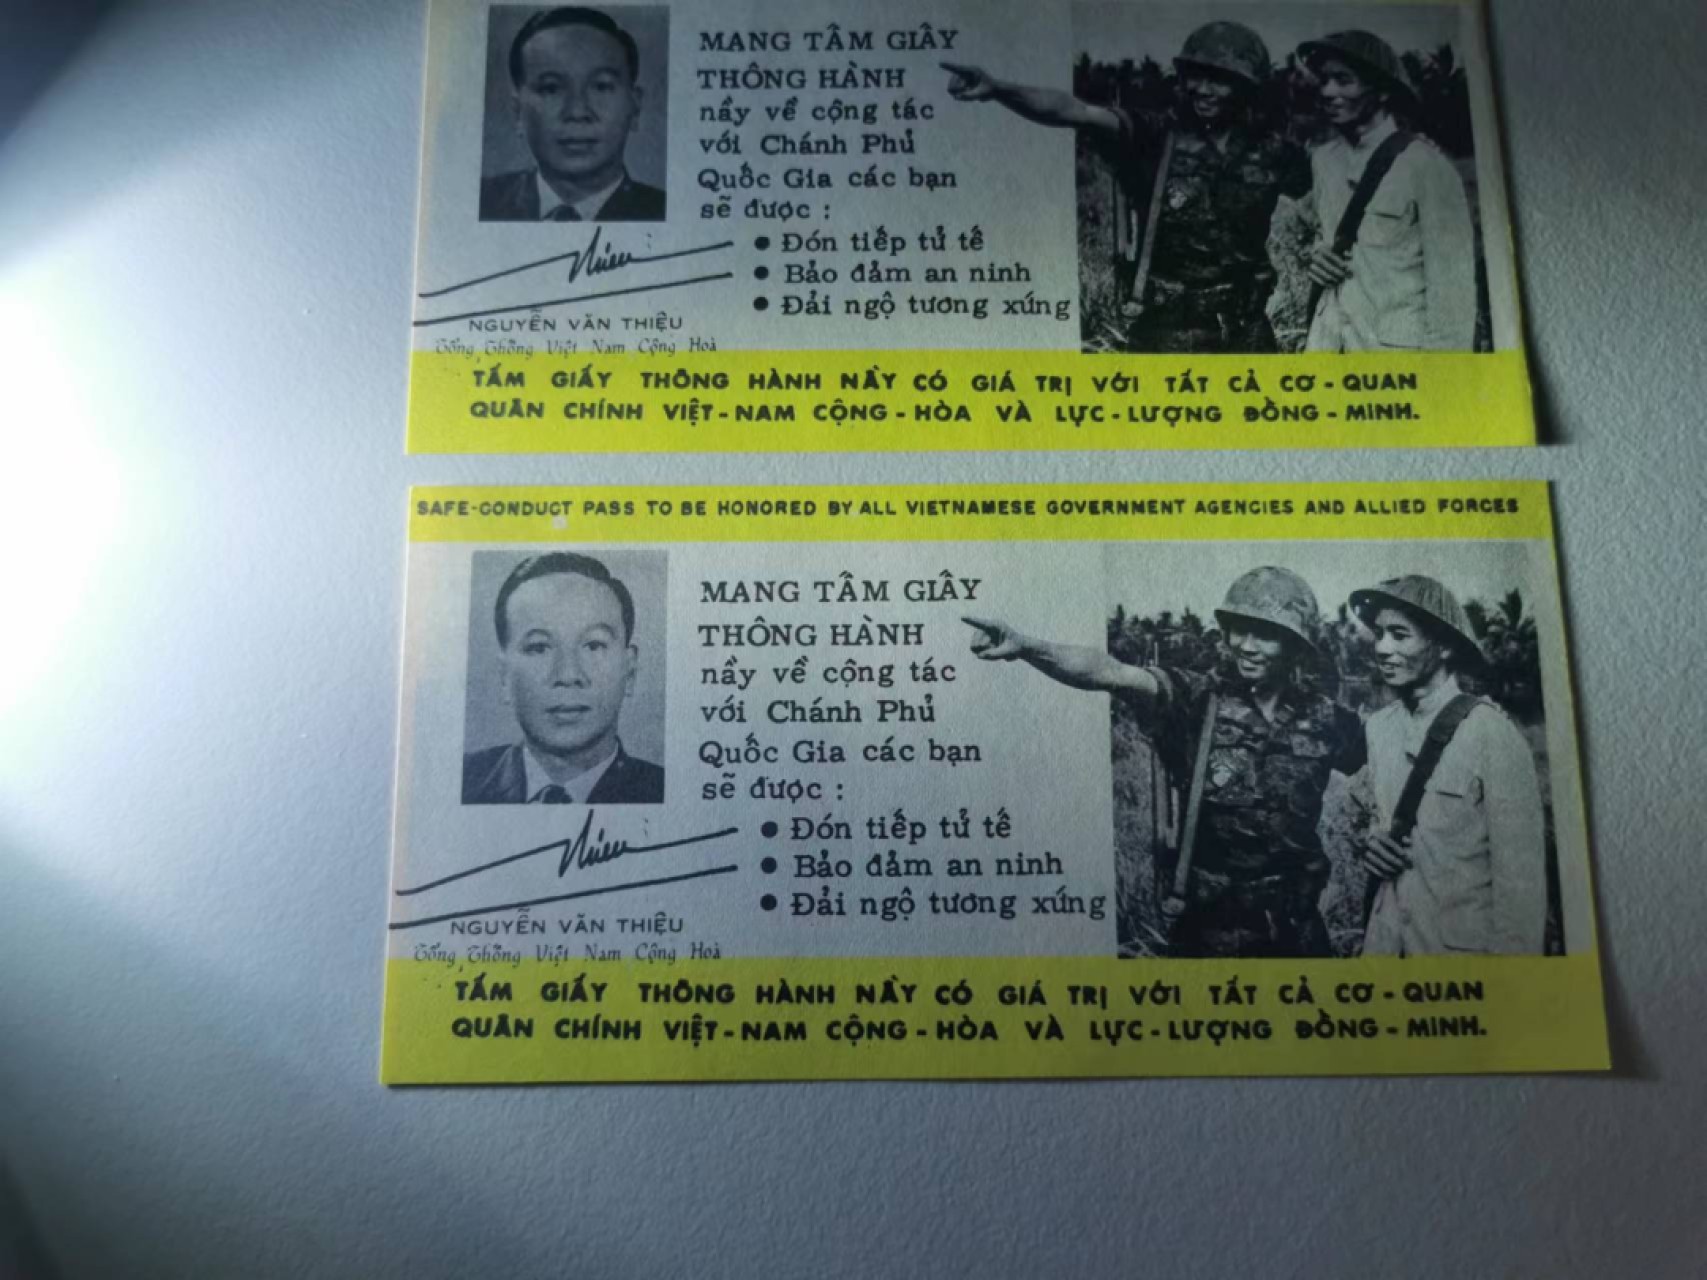 MANG TẤM GIẤY
THÔNG HÀNH
nầy về cộng tác
với Chánh Phủ
Quốc Gia các bạn
sẽ được :
● Đón tiếp tử tế
● Bảo đảm an ninh
● Đải ngộ tương xứng
NGUYỄN VĂN THIỆU
Tổng Thống Việt Nam Cộng Hoà
TẤM GIẤY THÔNG HÀNH NẦY CÓ GIÁ TRỊ VỚI TẤT CẢ CƠ - QUAN
QUÂN CHÍNH VIỆT - NAM CỘNG - HÒA VÀ LỰC - LƯỢNG ĐỒNG - MINH.
SAFE-CONDUCT PASS TO BE HONORED BY ALL VIETNAMESE GOVERNMENT AGENCIES AND ALLIED FORCES
MANG TẤM GIẤY
THÔNG HÀNH
nầy về cộng tác
với Chánh Phủ
Quốc Gia các bạn
sẽ được :
● Đón tiếp tử tế
● Bảo đảm an ninh
● Đải ngộ tương xứng
NGUYỄN VĂN THIỆU
Tổng Thống Việt Nam Cộng Hoà
TẤM GIẤY THÔNG HÀNH NẦY CÓ GIÁ TRỊ VỚI TẤT CẢ CƠ - QUAN
QUÂN CHÍNH VIỆT - NAM CỘNG - HÒA VÀ LỰC - LƯỢNG ĐỒNG - MINH.